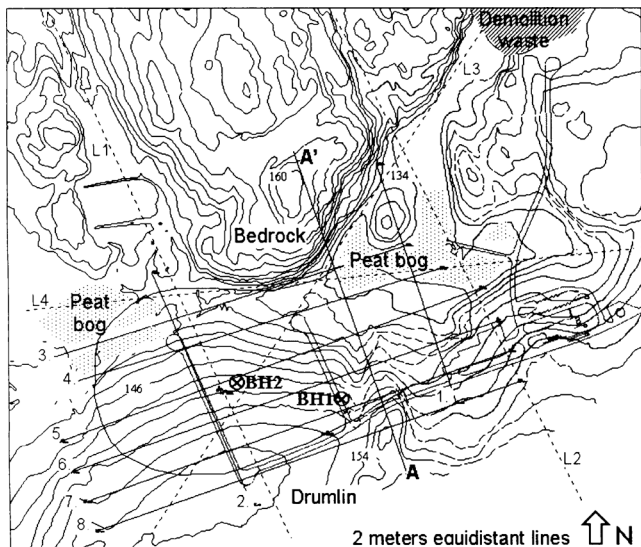 Demolition
waste
L3
L1
A'
160
134
Bedrock
Peat bog
Peat
bog
L4
3
4
146
BH2
BH1
1
5
6
154
A
L2
7
2
Drumlin
8
2 meters equidistant lines
N